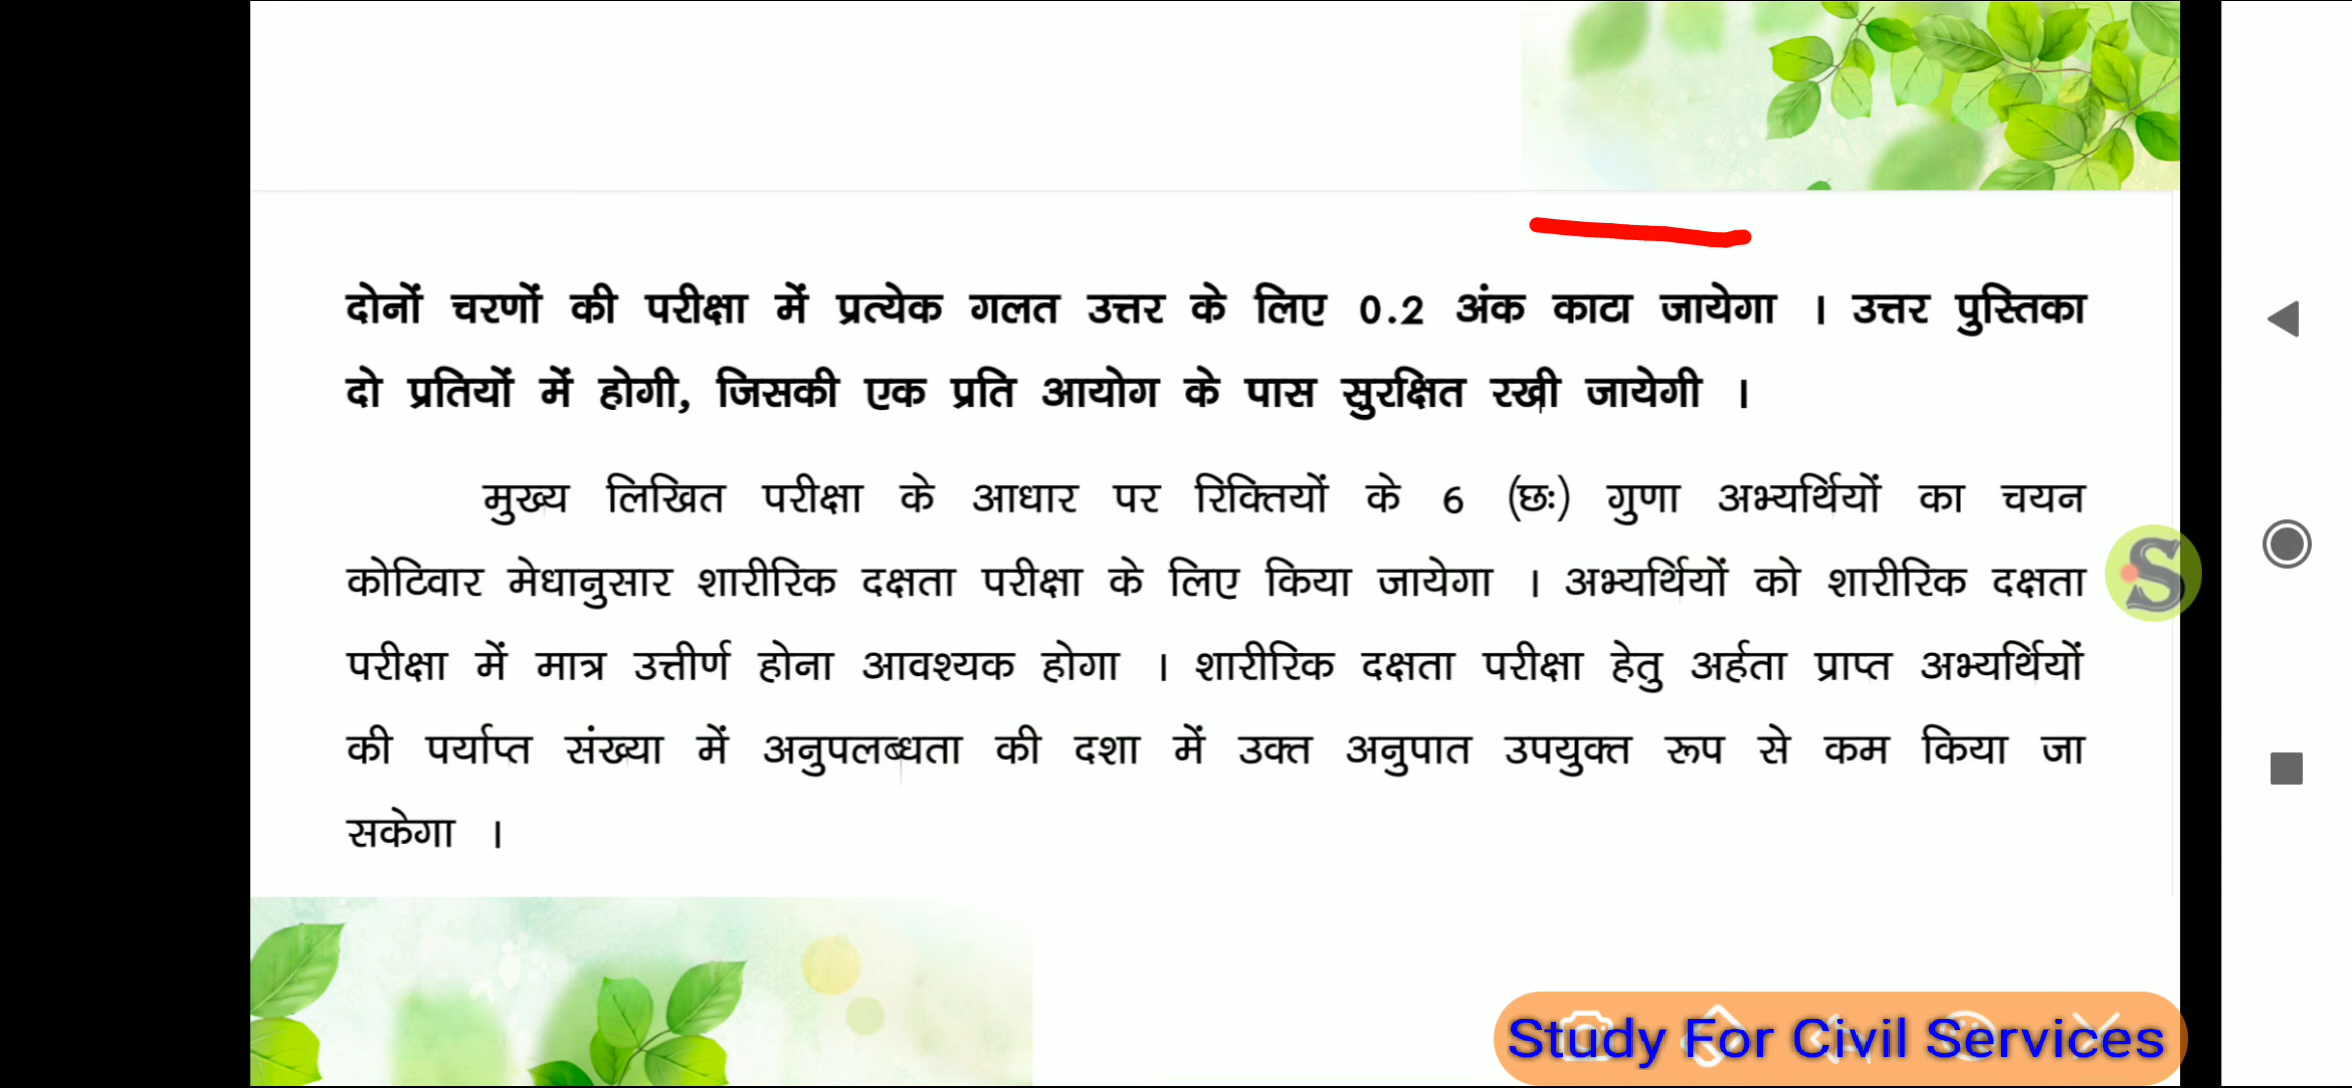 दोनों चरणों की परीक्षा में प्रत्येक गलत उत्तर के लिए 0.2 अंक काटा जायेगा । उत्तर पुस्तिका
दो प्रतियों में होगी, जिसकी एक प्रति आयोग के पास सुरक्षित रखी जायेगी ।
मुख्य लिखित परीक्षा के आधार पर रिक्तियों के 6 (छः) गुणा अभ्यर्थियों का चयन
कोटिवार मेधानुसार शारीरिक दक्षता परीक्षा के लिए किया जायेगा । अभ्यर्थियों को शारीरिक दक्षता
परीक्षा में मात्र उत्तीर्ण होना आवश्यक होगा । शारीरिक दक्षता परीक्षा हेतु अर्हता प्राप्त अभ्यर्थियों
की पर्याप्त संख्या में अनुपलब्धता की दशा में उक्त अनुपात उपयुक्त रूप से कम किया जा
सकेगा ।
S
Study For Civil Services